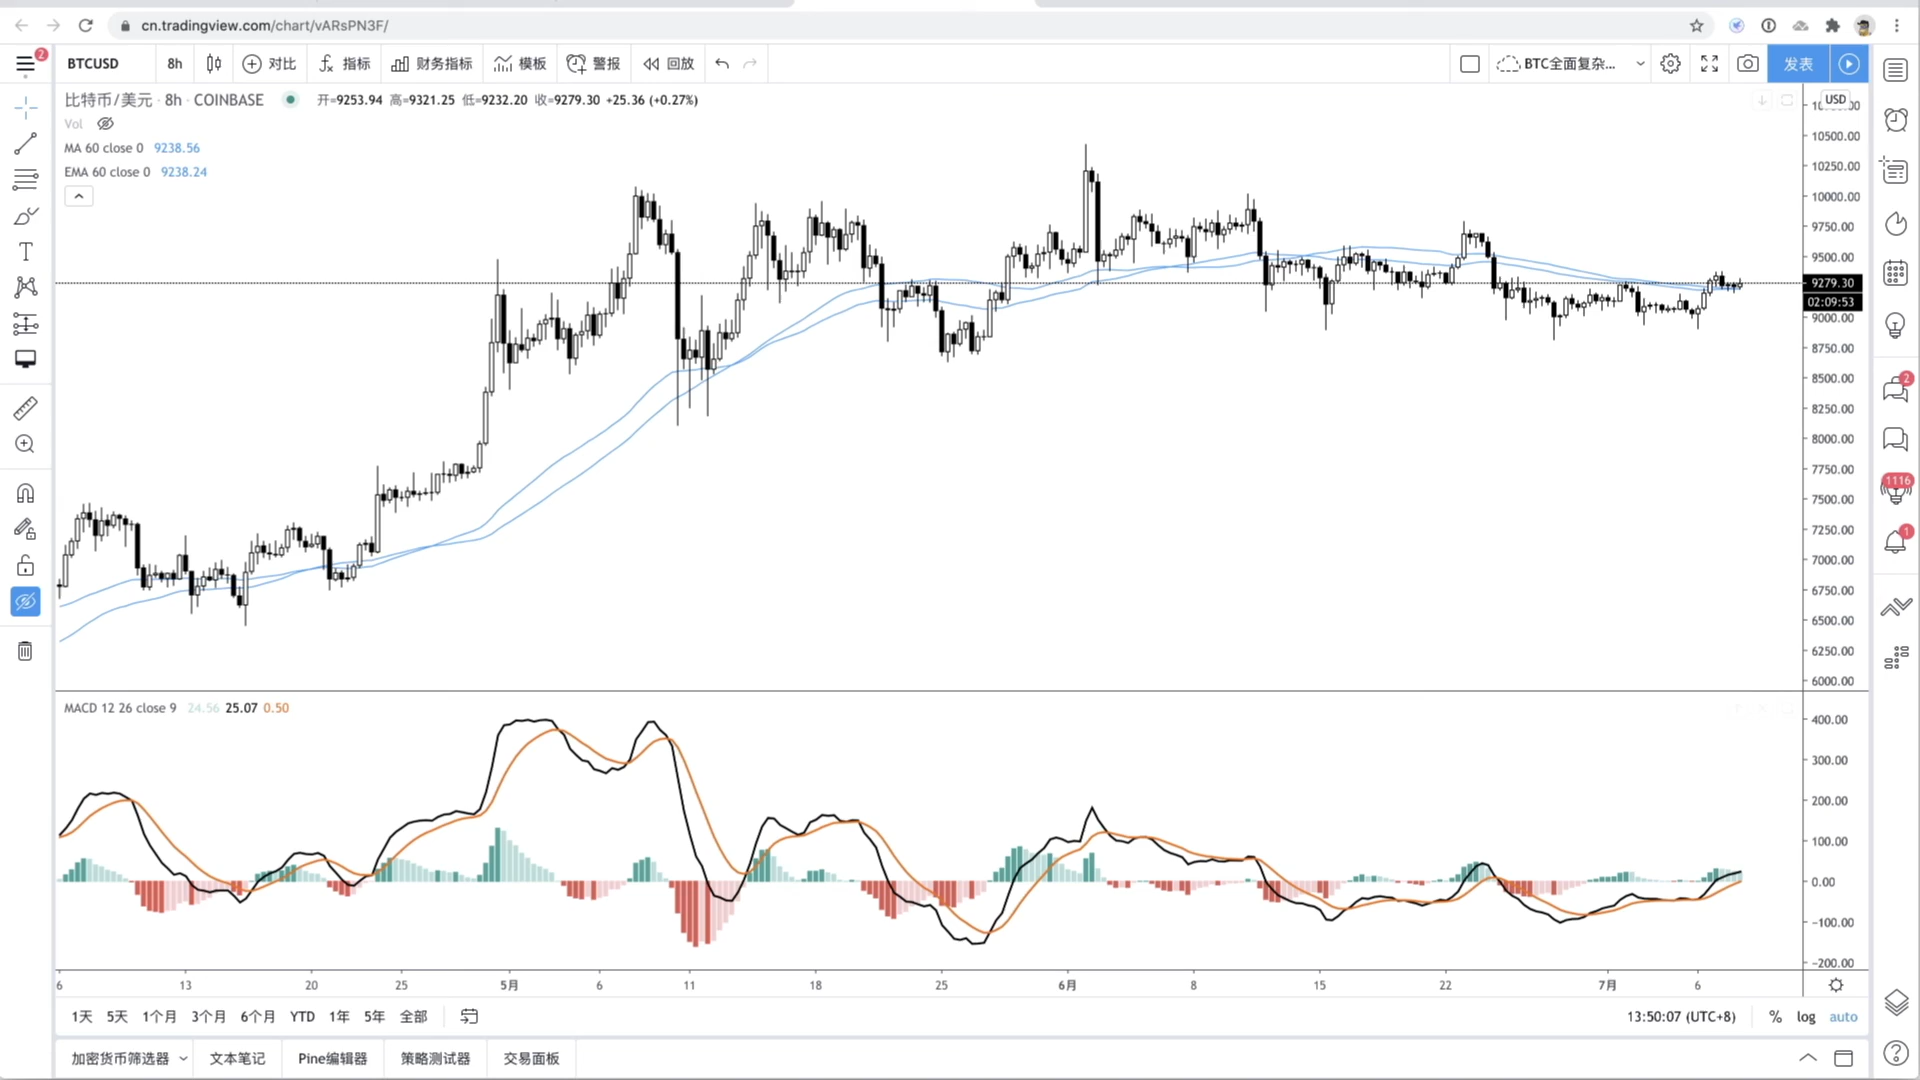 cn.tradingview.com/chart/vARsPN3F/
2
BTCUSD 8h 对比 指标 财务指标 模板 警报 回放 BTC全面复杂... 发表
比特币/美元 · 8h · COINBASE 开=9253.94 高=9321.25 低=9232.20 收=9279.30 +25.36 (+0.27%)
USD
Vol
MA 60 close 0 9238.56
EMA 60 close 0 9238.24
10500.00
10250.00
10000.00
9750.00
9500.00
9279.30
02:09:53
9000.00
8750.00
8500.00
8250.00
8000.00
7750.00
7500.00
7250.00
7000.00
6750.00
6500.00
6250.00
6000.00
2
1116
1
MACD 12 26 close 9 24.56 25.07 0.50
400.00
300.00
200.00
100.00
0.00
−100.00
−200.00
6 13 20 25 5月 6 11 18 25 6月 8 15 22 7月 6
1天 5天 1个月 3个月 6个月 YTD 1年 5年 全部 13:50:07 (UTC+8) % log auto
加密货币筛选器 文本笔记 Pine编辑器 策略测试器 交易面板